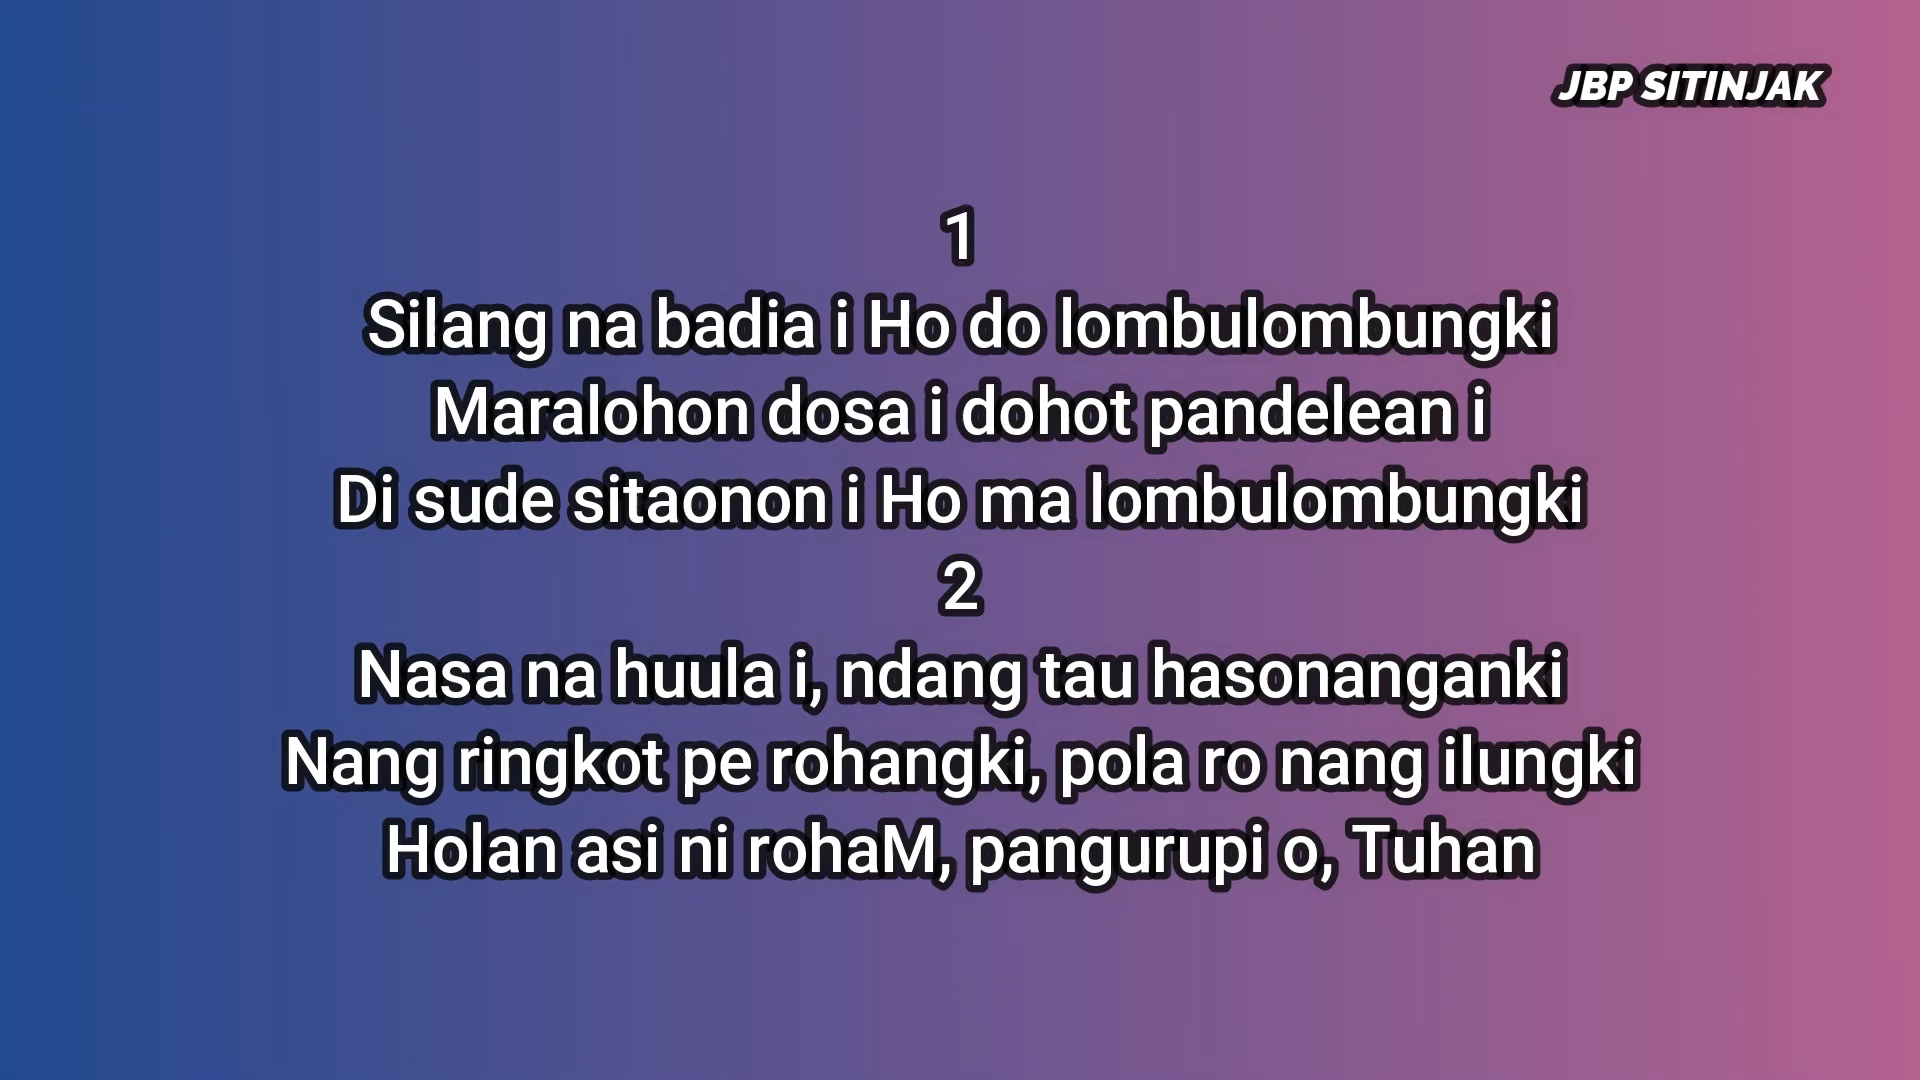 JBP SITINJAK
1
Silang na badia i Ho do lombulombungki
Maralohon dosa i dohot pandelean i
Di sude sitaonon i Ho ma lombulombungki
2
Nasa na huula i, ndang tau hasonanganki
Nang ringkot pe rohangki, pola ro nang ilungki
Holan asi ni rohaM, pangurupi o, Tuhan